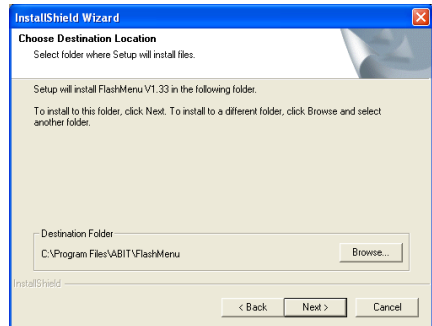 InstallShield Wizard
Choose Destination Location
Select folder where Setup will install files.
Setup will install FlashMenu V1.33 in the following folder.
To install to this folder, click Next. To install to a different folder, click Browse and select
another folder.
Destination Folder
C:\Program Files\ABIT\FlashMenu
Browse...
InstallShield
< Back
Next >
Cancel